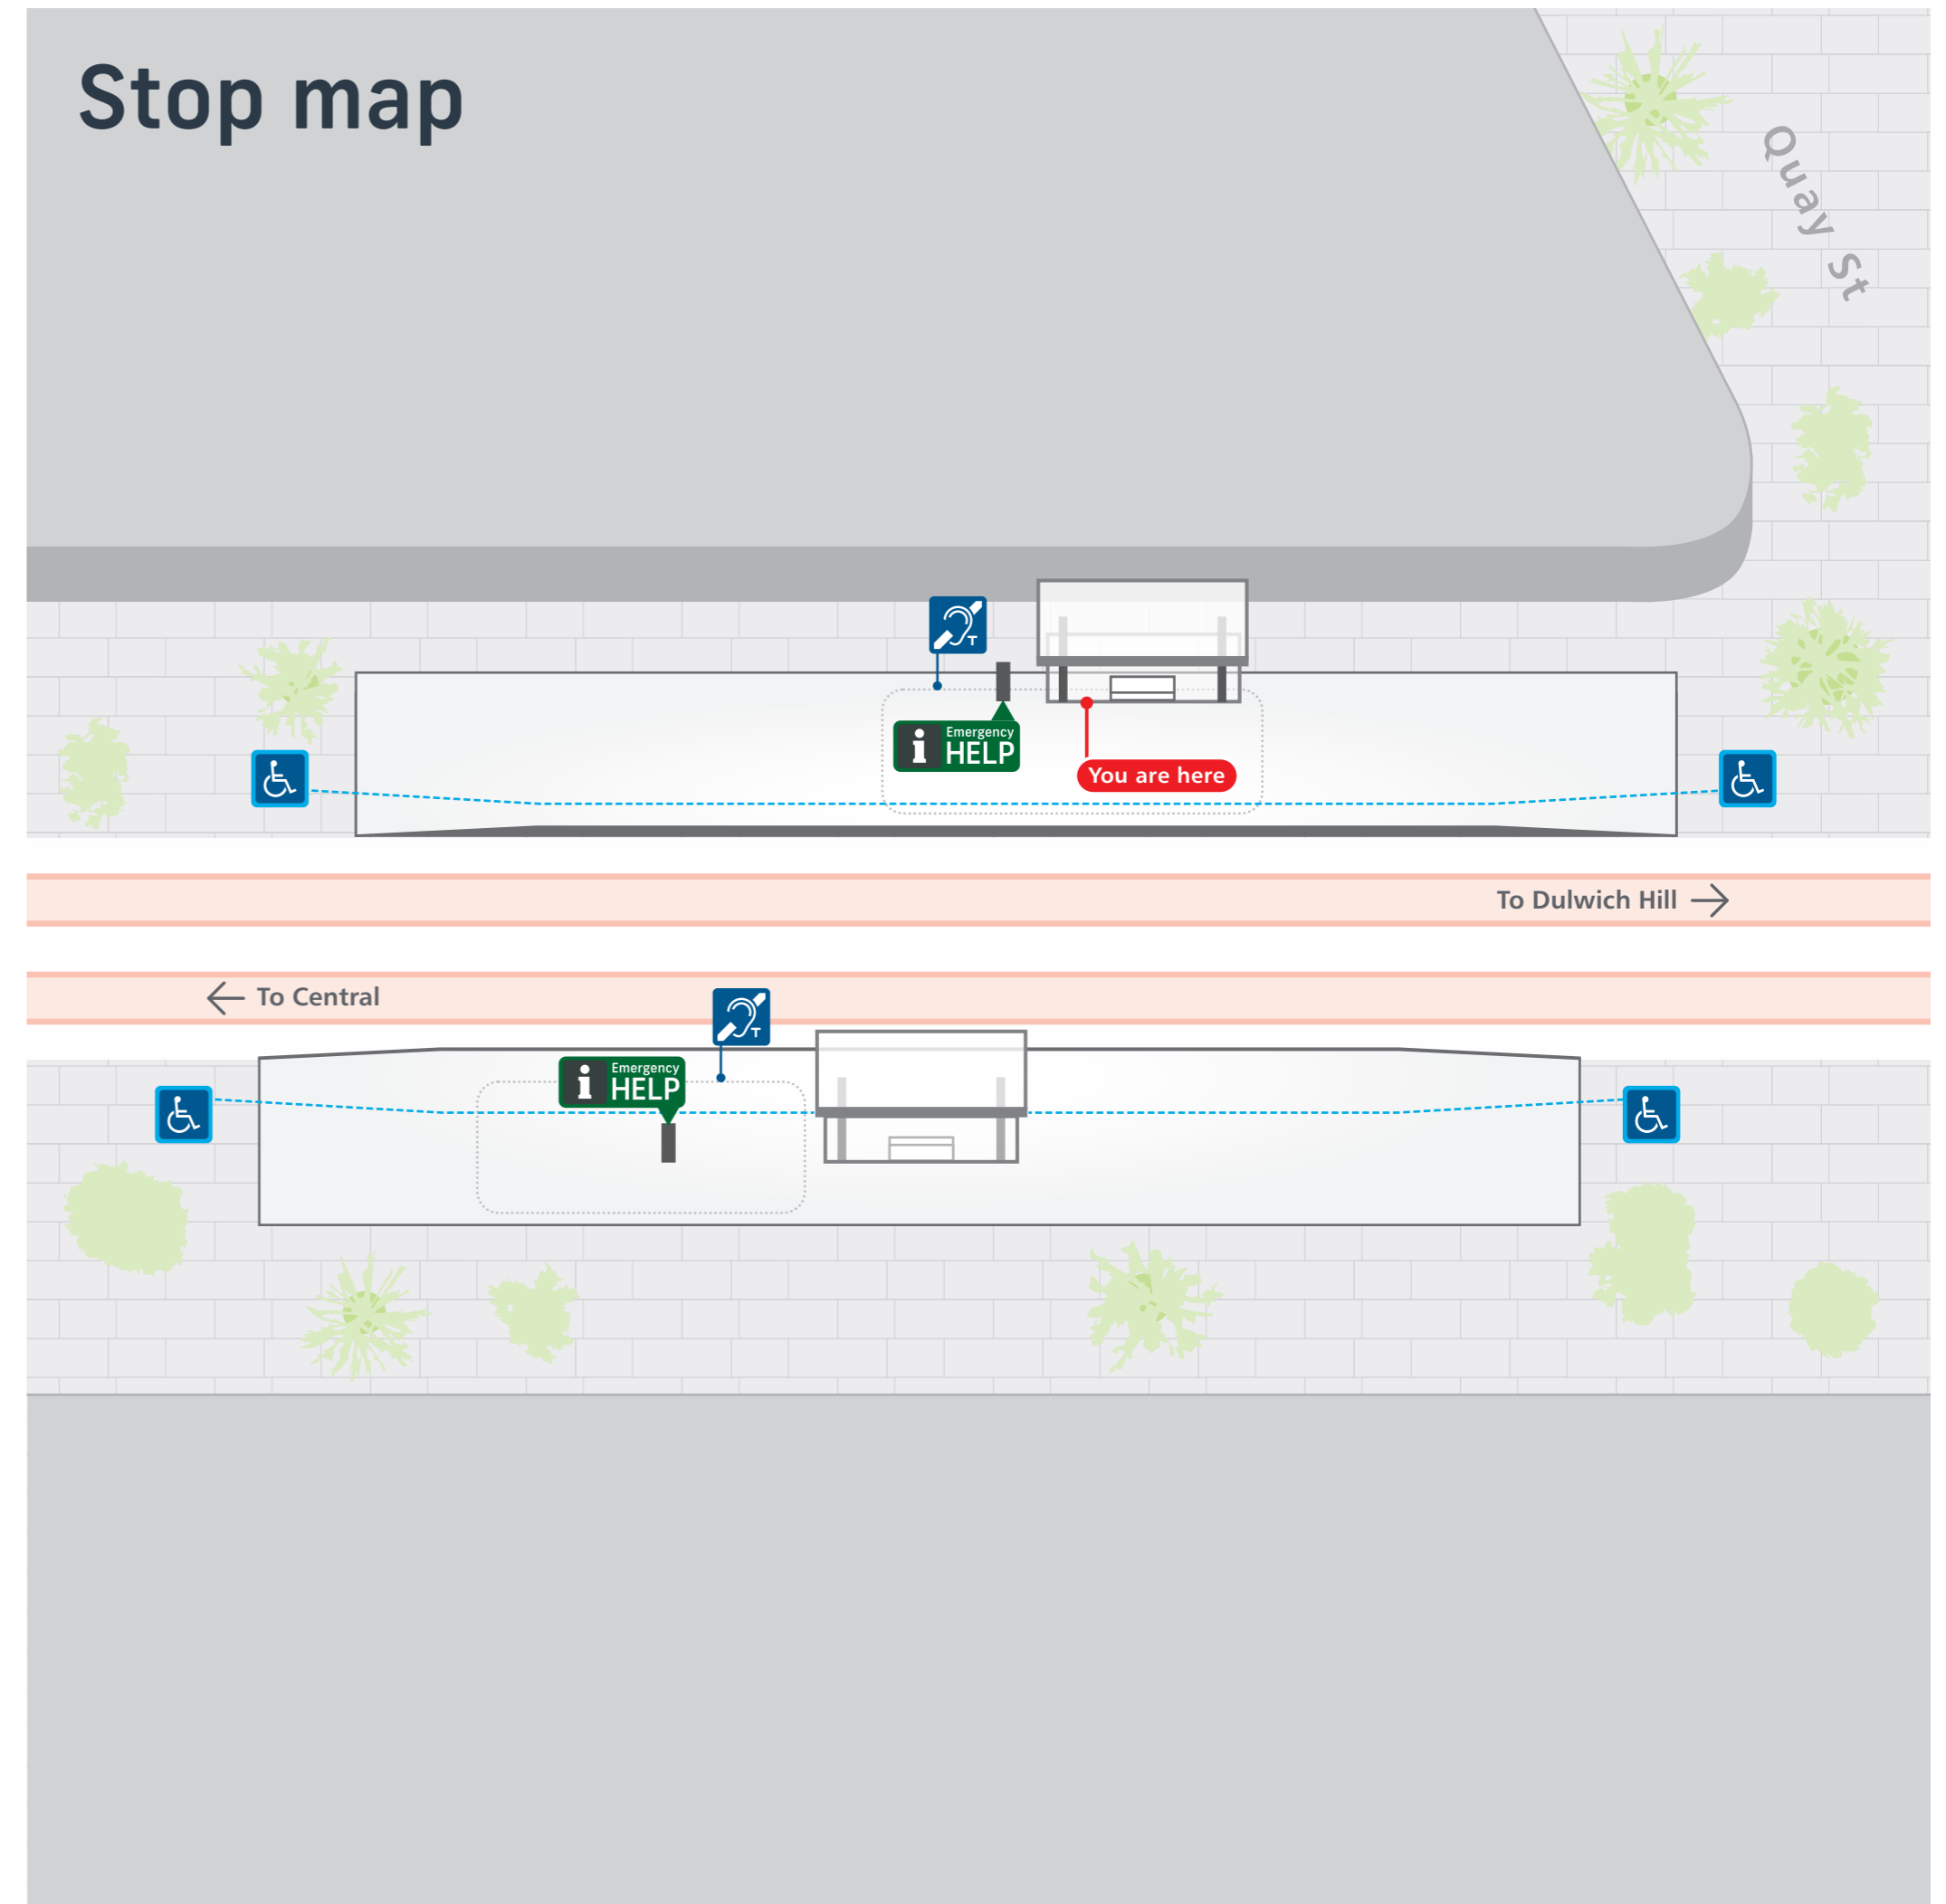 Stop map
Quay St
T
i Emergency
HELP
You are here
To Dulwich Hill
To Central
T
i Emergency
HELP